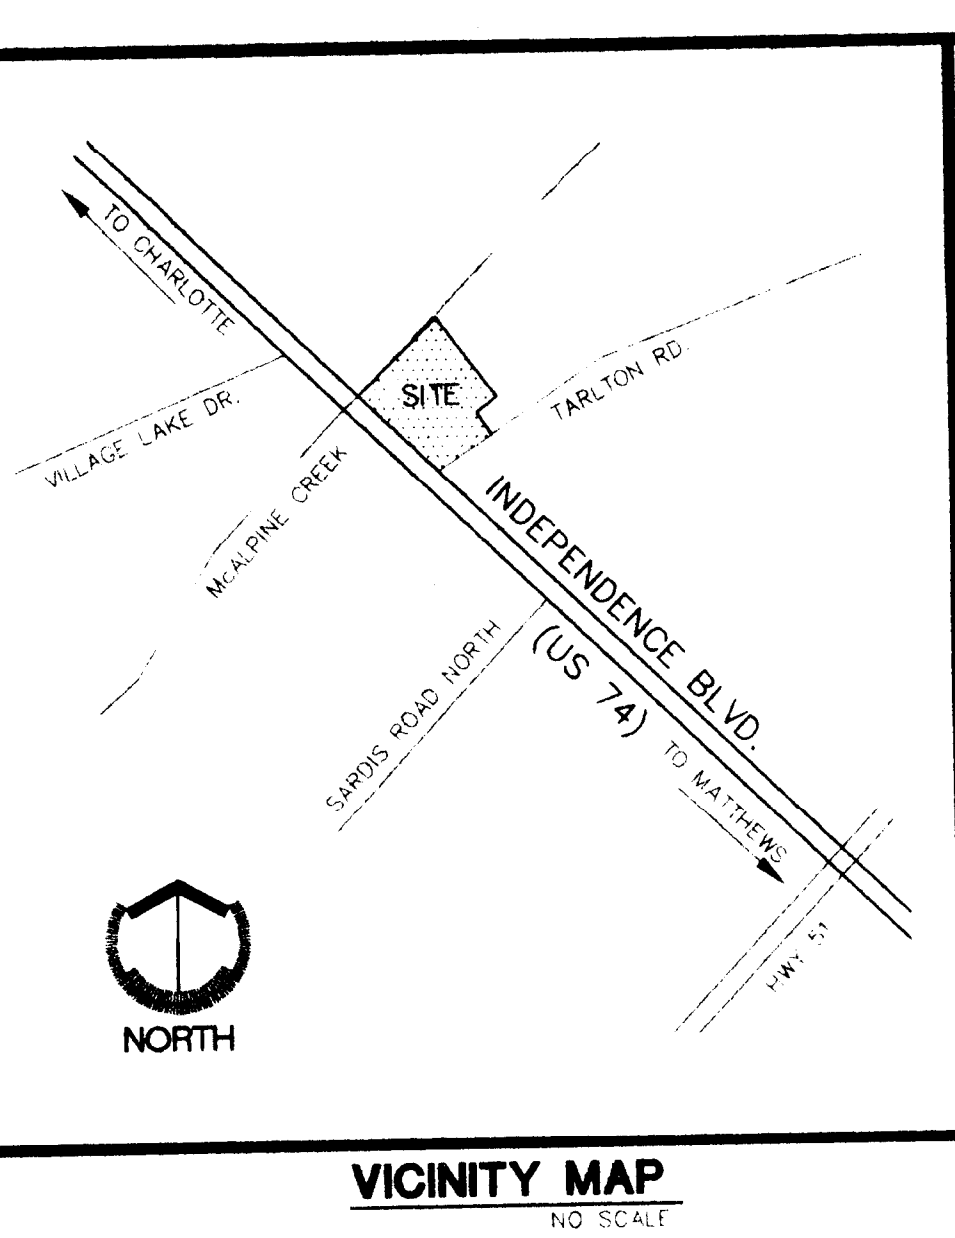 TO CHARLOTTE
SITE
TARLTON RD.
VILLAGE LAKE DR.
McALPINE CREEK
INDEPENDENCE BLVD.
(US 74)
SARDIS ROAD NORTH
TO MATTHEWS
HWY 51
NORTH
VICINITY MAP
NO SCALE